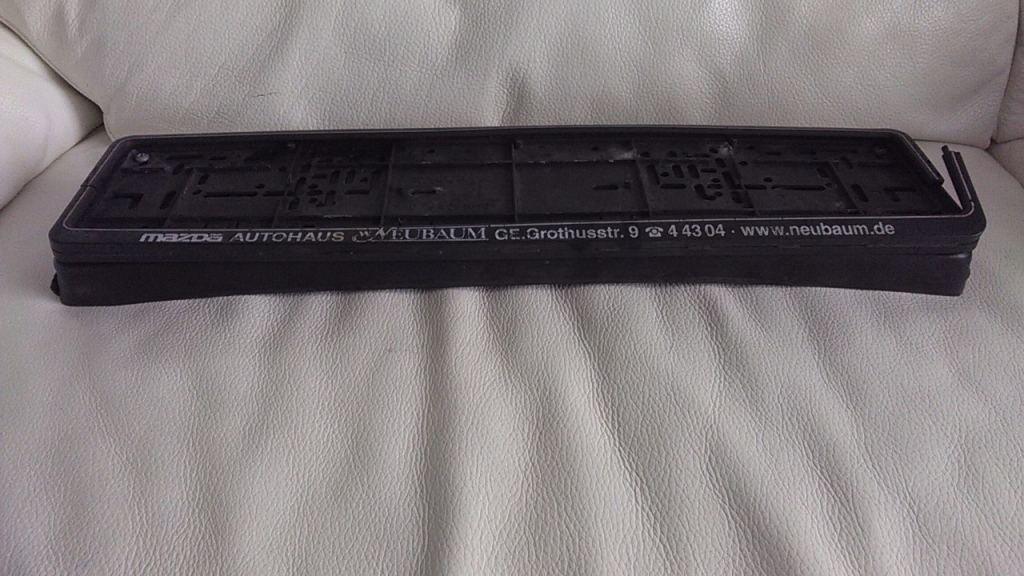 mazda AUTOHAUS W. NEUBAUM GE.Grothusstr. 9 ☎ 4 43 04 · www.neubaum.de